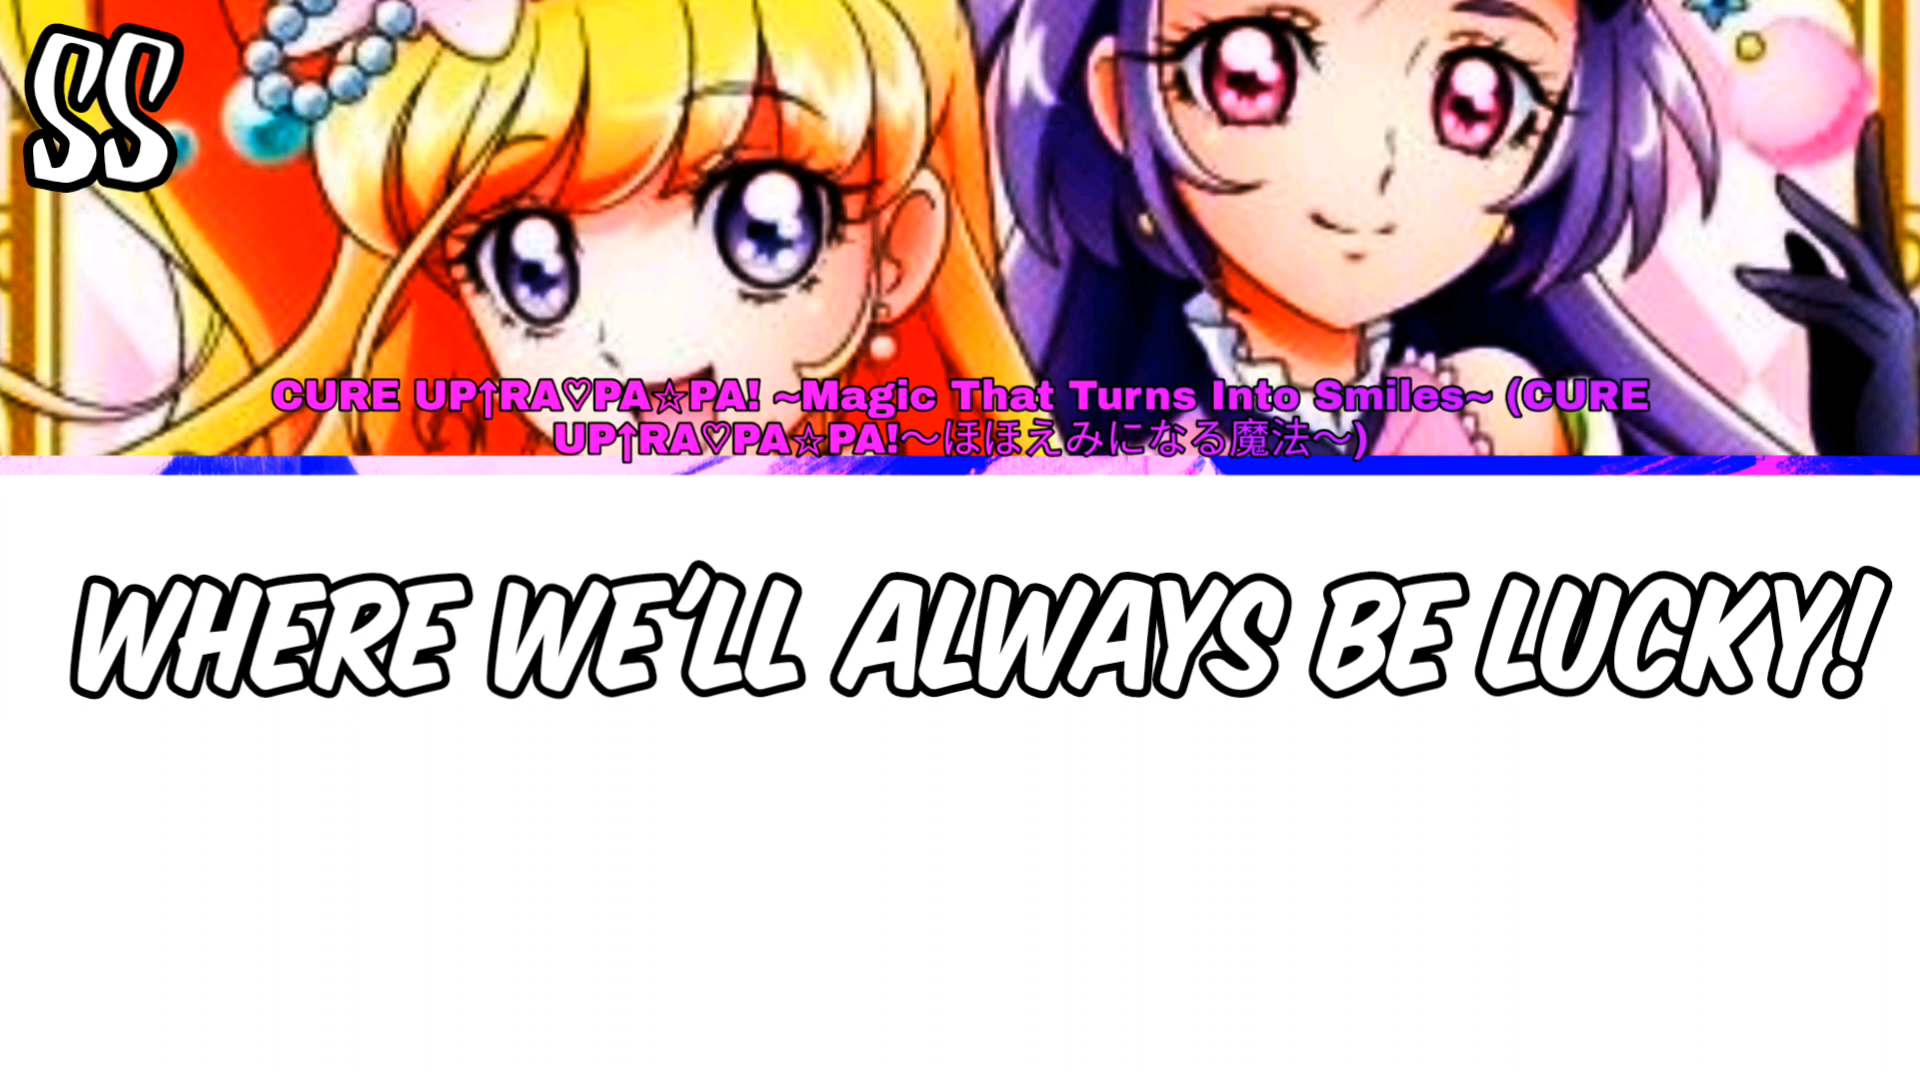 SS
CURE UP↑RA♡PA☆PA! ~Magic That Turns Into Smiles~ (CURE
UP↑RA♡PA☆PA!～ほほえみになる魔法～)
WHERE WE'LL ALWAYS BE LUCKY!